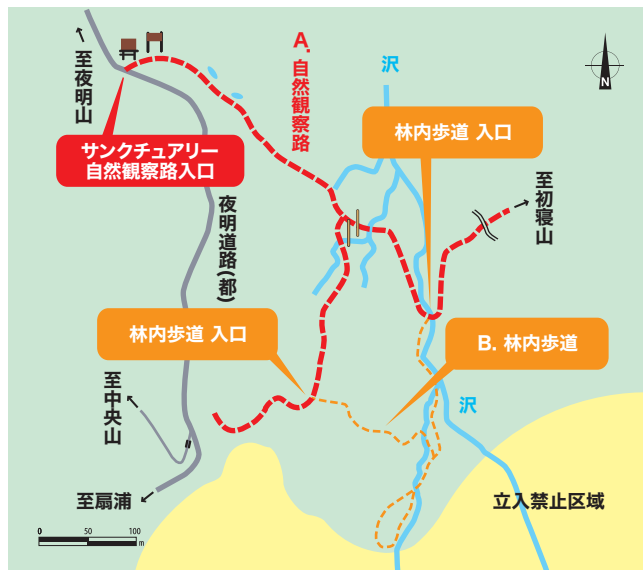 至夜明山
A.自然観察路
沢
N
サンクチュアリー
自然観察路入口
林内歩道 入口
至初寝山
夜明道路(都)
林内歩道 入口
B. 林内歩道
至中央山
沢
至扇浦
立入禁止区域
0 50 100
m